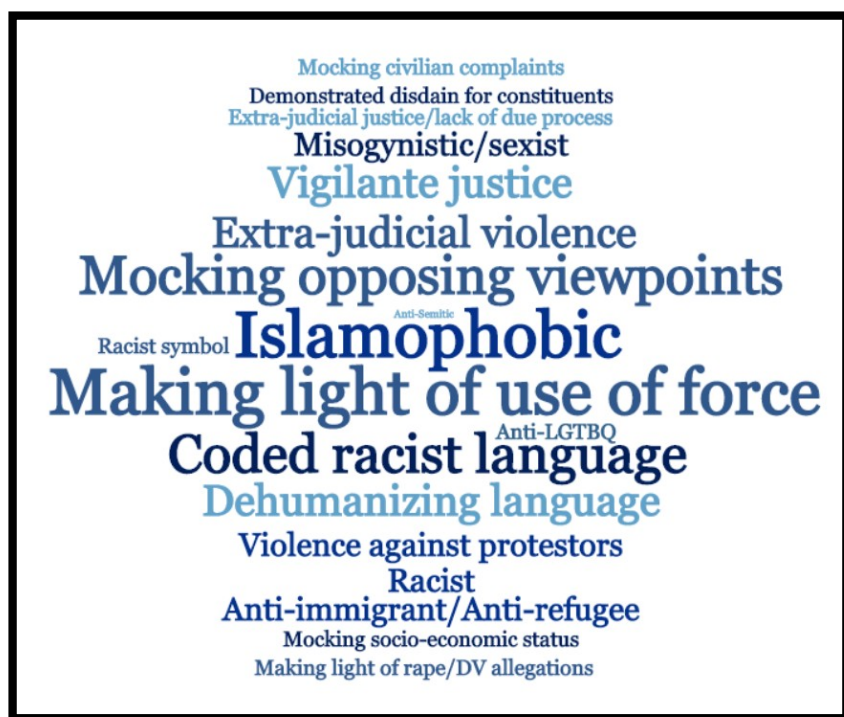 Mocking civilian complaints
Demonstrated disdain for constituents
Extra-judicial justice/lack of due process
Misogynistic/sexist
Vigilante justice
Extra-judicial violence
Mocking opposing viewpoints
Anti-Semitic
Racist symbol
Islamophobic
Making light of use of force
Anti-LGTBQ
Coded racist language
Dehumanizing language
Violence against protestors
Racist
Anti-immigrant/Anti-refugee
Mocking socio-economic status
Making light of rape/DV allegations